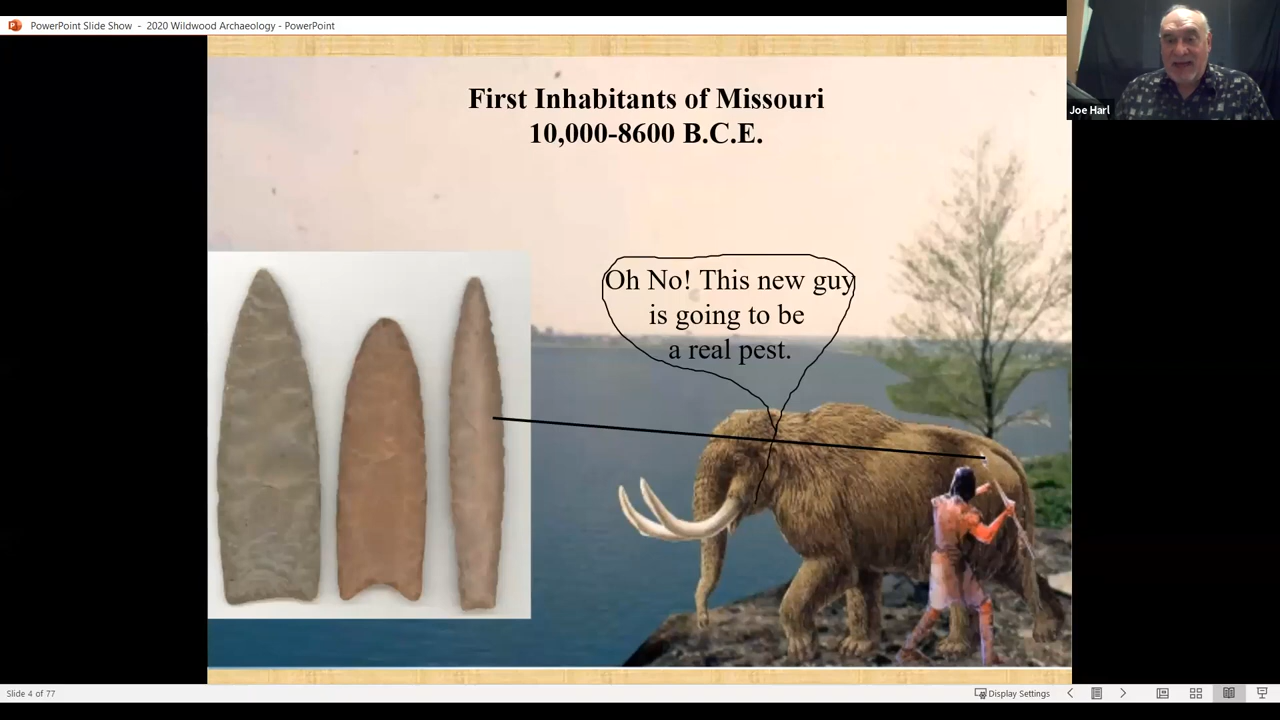 PowerPoint Slide Show - 2020 Wildwood Archaeology - PowerPoint
Joe Harl
First Inhabitants of Missouri
10,000-8600 B.C.E.
Oh No! This new guy
is going to be
a real pest.
Slide 4 of 77
Display Settings